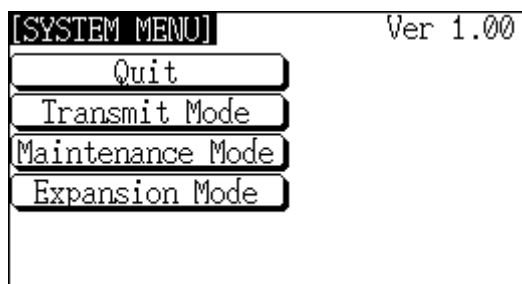 [SYSTEM MENU] Ver 1.00
Quit
Transmit Mode
Maintenance Mode
Expansion Mode